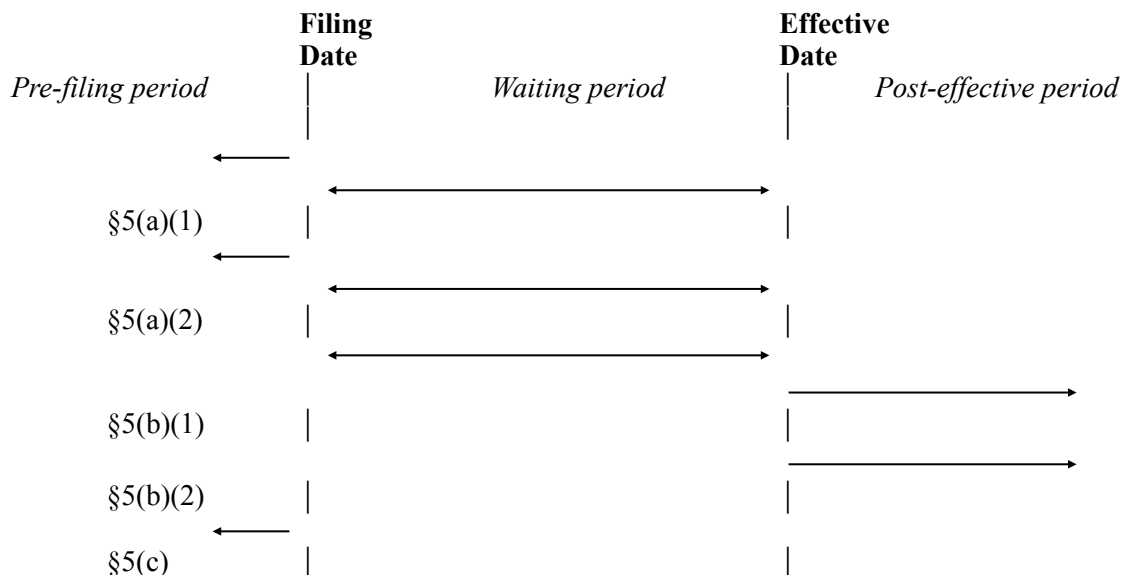 Filing Date Effective Date
Pre-filing period Waiting period Post-effective period
§5(a)(1)
§5(a)(2)
§5(b)(1)
§5(b)(2)
§5(c)